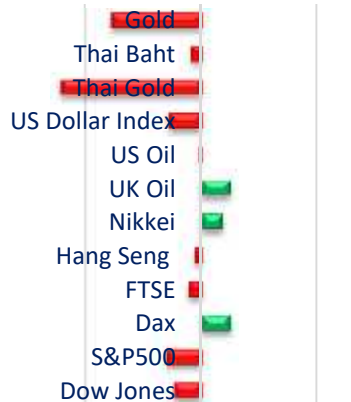 Gold
Thai Baht
Thai Gold
US Dollar Index
US Oil
UK Oil
Nikkei
Hang Seng
FTSE
Dax
S&P500
Dow Jones